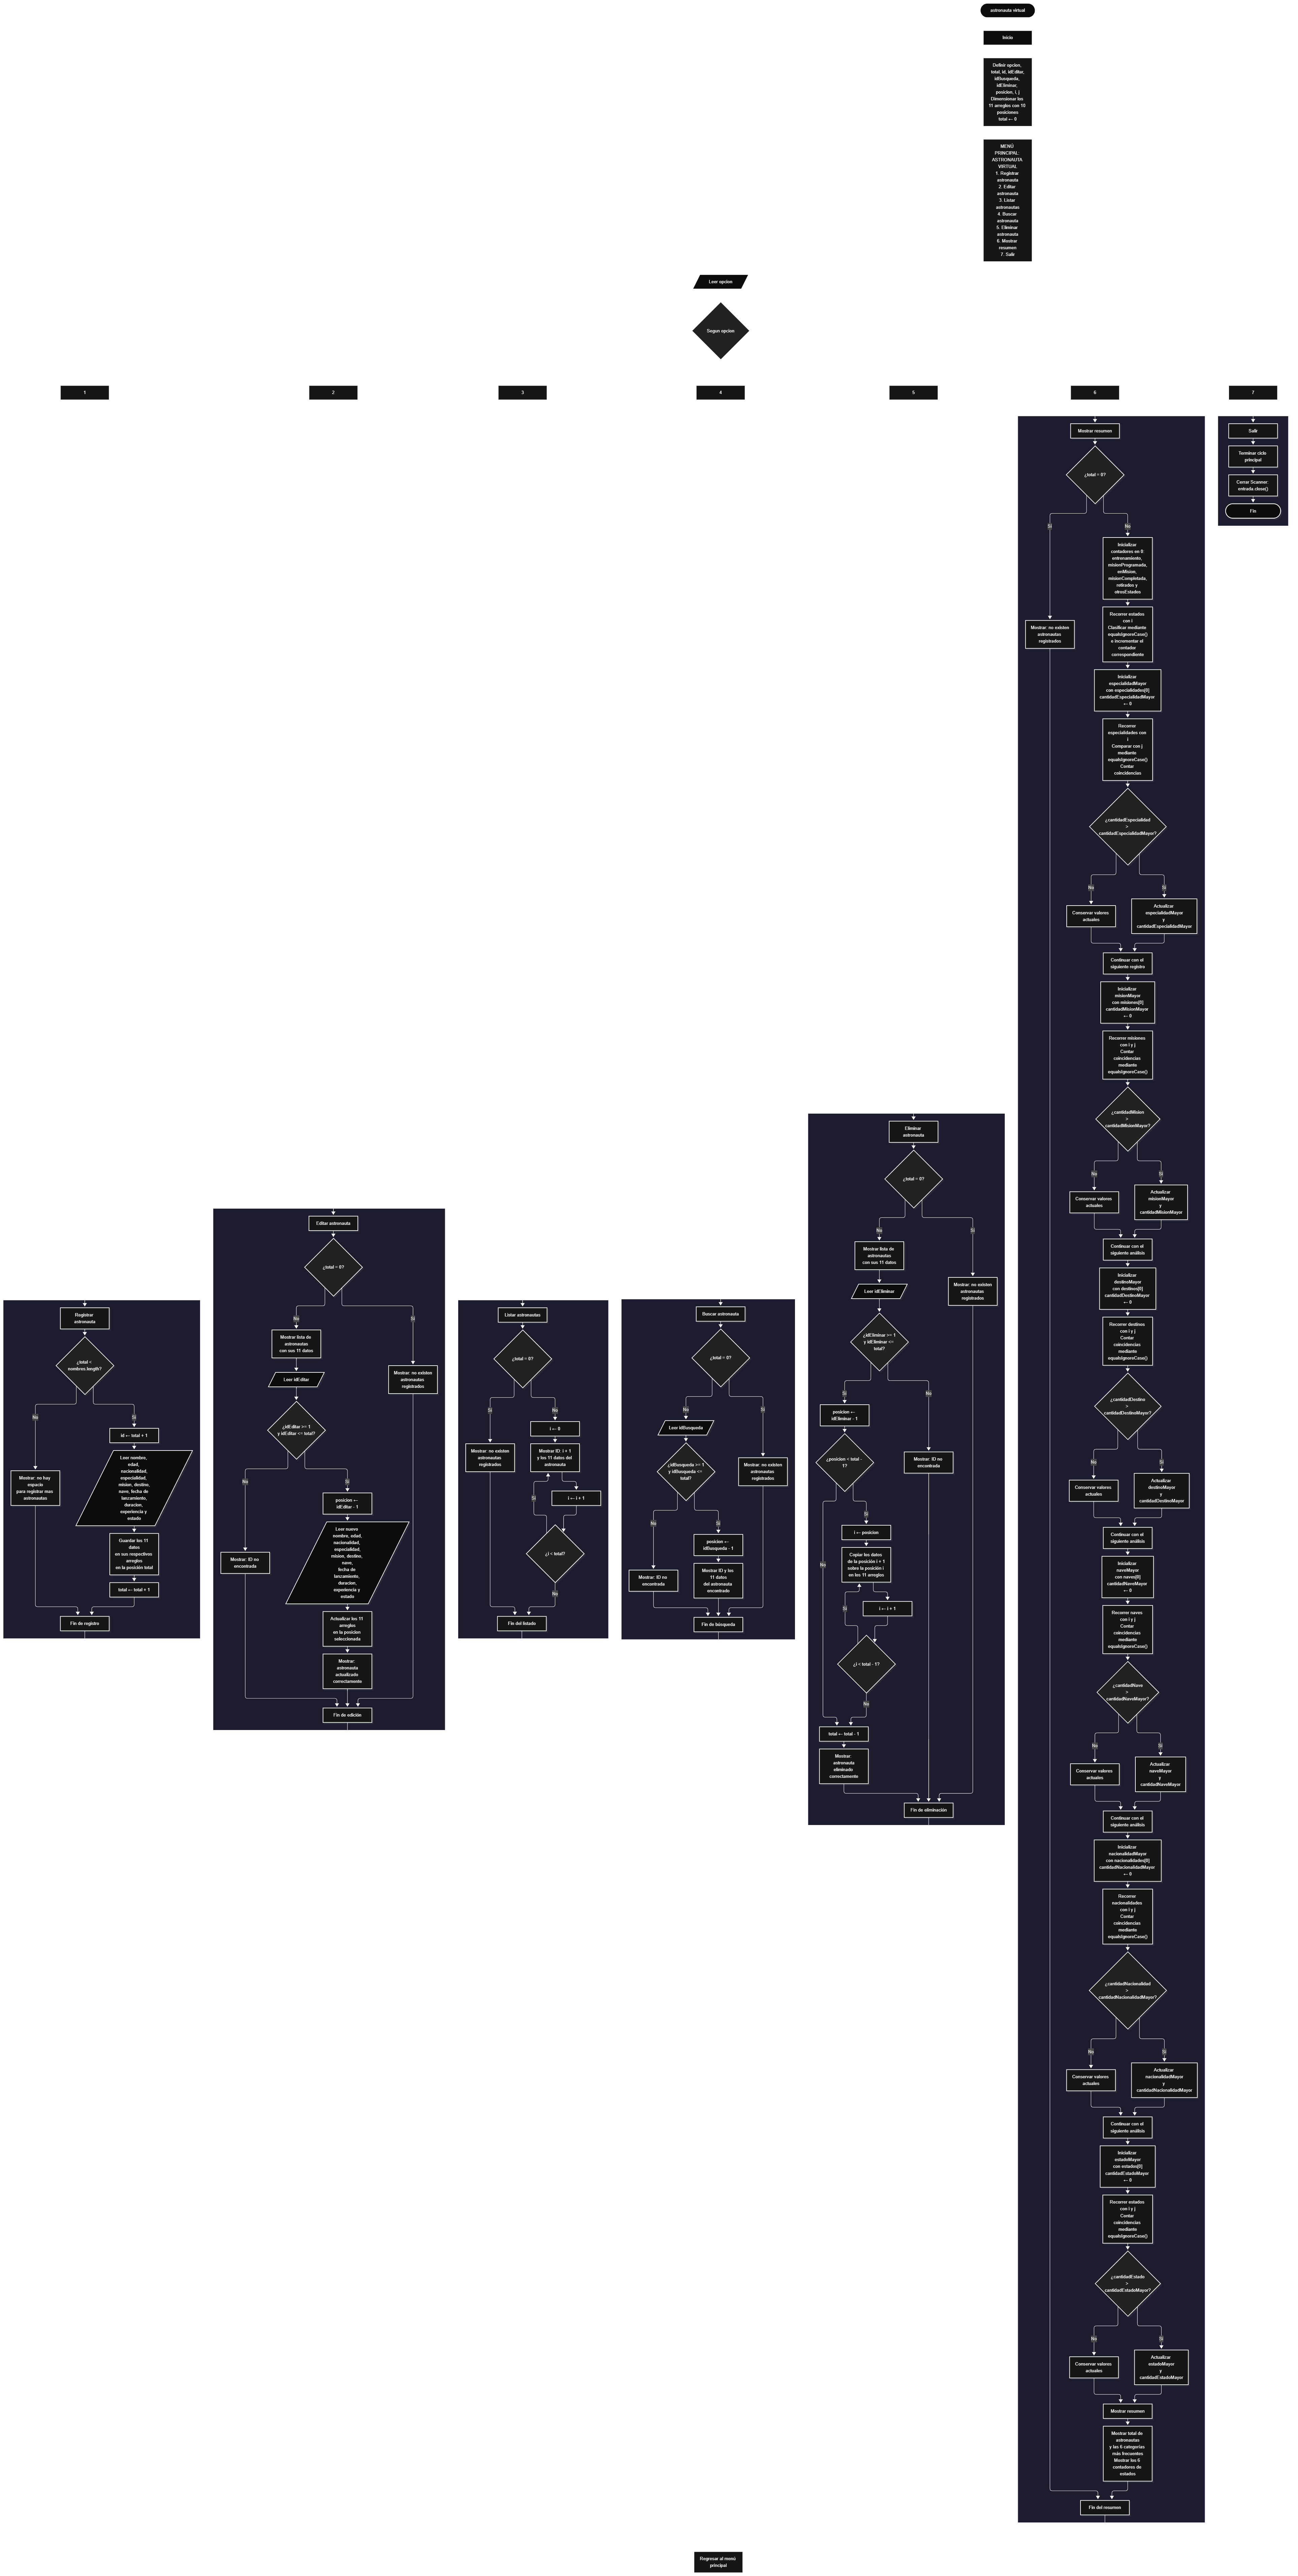 astronauta virtual
Inicio
Definir opcion,
total, id, idEditar,
idBusqueda,
idEliminar,
posicion, i, j
Dimensionar los
11 arreglos con 10
posiciones
total ← 0
MENÚ
PRINCIPAL:
ASTRONAUTA
VIRTUAL
1. Registrar
astronauta
2. Editar
astronauta
3. Listar
astronautas
4. Buscar
astronauta
5. Eliminar
astronauta
6. Mostrar
resumen
7. Salir
Leer opcion
Segun opcion
1
2
3
4
5
6
7
Registrar
astronauta
¿total <
nombres.length?
No
Sí
Mostrar: no hay
espacio
para registrar mas
astronautas
id ← total + 1
Leer nombre,
edad,
nacionalidad,
especialidad,
mision, destino,
nave, fecha de
lanzamiento,
duracion,
experiencia y
estado
Guardar los 11
datos
en sus respectivos
arreglos
en la posición total
total ← total + 1
Fin de registro
Editar astronauta
¿total = 0?
No
Sí
Mostrar lista de
astronautas
con sus 11 datos
Mostrar: no existen
astronautas
registrados
Leer idEditar
¿idEditar >= 1
y idEditar <= total?
No
Sí
Mostrar: ID no
encontrada
posicion ←
idEditar - 1
Leer nuevo
nombre, edad,
nacionalidad,
especialidad,
mision, destino,
nave,
fecha de
lanzamiento,
duracion,
experiencia y
estado
Actualizar los 11
arreglos
en la posicion
seleccionada
Mostrar:
astronauta
actualizado
correctamente
Fin de edición
Listar astronautas
¿total = 0?
Sí
No
Mostrar: no existen
astronautas
registrados
i ← 0
Mostrar ID: i + 1
y los 11 datos del
astronauta
Sí
i ← i + 1
¿i < total?
No
Fin del listado
Buscar astronauta
¿total = 0?
No
Sí
Leer idBusqueda
Mostrar: no existen
astronautas
registrados
¿idBusqueda >= 1
y idBusqueda <=
total?
No
Sí
Mostrar: ID no
encontrada
posicion ←
idBusqueda - 1
Mostrar ID y los
11 datos
del astronauta
encontrado
Fin de búsqueda
Eliminar
astronauta
¿total = 0?
No
Sí
Mostrar lista de
astronautas
con sus 11 datos
Mostrar: no existen
astronautas
registrados
Leer idEliminar
¿idEliminar >= 1
y idEliminar <=
total?
Sí
No
posicion ←
idEliminar - 1
Mostrar: ID no
encontrada
¿posicion < total -
1?
No
Sí
i ← posicion
Copiar los datos
de la posición i + 1
sobre la posición i
en los 11 arreglos
Sí
i ← i + 1
¿i < total - 1?
No
total ← total - 1
Mostrar:
astronauta
eliminado
correctamente
Fin de eliminación
Mostrar resumen
¿total = 0?
Sí
No
Mostrar: no existen
astronautas
registrados
Inicializar
contadores en 0
entrenamiento,
misionProgramada,
enMision,
misionCompletada,
retirados y
otrosEstados
Recorrer estados
con i
Clasificar mediante
equalsIgnoreCase()
e incrementar el
contador
correspondiente
Inicializar
especialidadMayor
con especialidades[0]
cantidadEspecialidadMayor
← 0
Recorrer
especialidades con
i
Comparar con j
mediante
equalsIgnoreCase()
Contar
coincidencias
¿cantidadEspecialidad
>
cantidadEspecialidadMayor?
No
Sí
Conservar valores
actuales
Actualizar
especialidadMayor
y
cantidadEspecialidadMayor
Continuar con el
siguiente registro
Inicializar
misionMayor
con misiones[0]
cantidadMisionMayor
← 0
Recorrer misiones
con i y j
Contar
coincidencias
mediante
equalsIgnoreCase()
¿cantidadMision
>
cantidadMisionMayor?
No
Sí
Conservar valores
actuales
Actualizar
misionMayor
y
cantidadMisionMayor
Continuar con el
siguiente análisis
Inicializar
destinoMayor
con destinos[0]
cantidadDestinoMayor
← 0
Recorrer destinos
con i y j
Contar
coincidencias
mediante
equalsIgnoreCase()
¿cantidadDestino
>
cantidadDestinoMayor?
No
Sí
Conservar valores
actuales
Actualizar
destinoMayor
y
cantidadDestinoMayor
Continuar con el
siguiente análisis
Inicializar
naveMayor
con naves[0]
cantidadNaveMayor
← 0
Recorrer naves
con i y j
Contar
coincidencias
mediante
equalsIgnoreCase()
¿cantidadNave
>
cantidadNaveMayor?
No
Sí
Conservar valores
actuales
Actualizar
naveMayor
y
cantidadNaveMayor
Continuar con el
siguiente análisis
Inicializar
nacionalidadMayor
con nacionalidades[0]
cantidadNacionalidadMayor
← 0
Recorrer
nacionalidades
con i y j
Contar
coincidencias
mediante
equalsIgnoreCase()
¿cantidadNacionalidad
>
cantidadNacionalidadMayor?
No
Sí
Conservar valores
actuales
Actualizar
nacionalidadMayor
y
cantidadNacionalidadMayor
Continuar con el
siguiente análisis
Inicializar
estadoMayor
con estados[0]
cantidadEstadoMayor
← 0
Recorrer estados
con i y j
Contar
coincidencias
mediante
equalsIgnoreCase()
¿cantidadEstado
>
cantidadEstadoMayor?
No
Sí
Conservar valores
actuales
Actualizar
estadoMayor
y
cantidadEstadoMayor
Mostrar resumen
Mostrar total de
astronautas
y las 6 categorías
más frecuentes
Mostrar los 6
contadores de
estados
Fin del resumen
Salir
Terminar ciclo
principal
Cerrar Scanner:
entrada.close()
Fin
Regresar al menú
principal